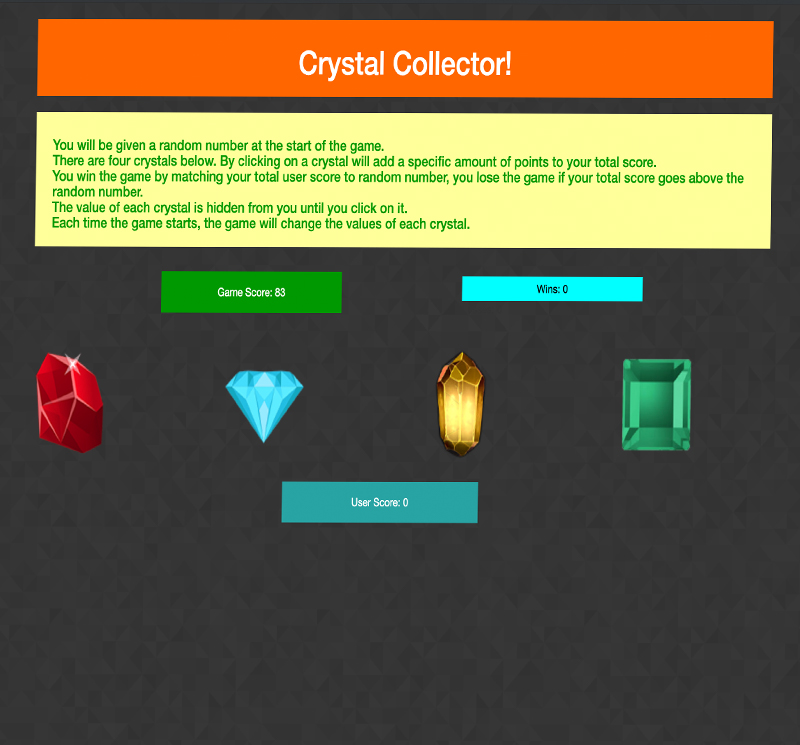 Crystal Collector!
You will be given a random number at the start of the game.
There are four crystals below. By clicking on a crystal will add a specific amount of points to your total score.
You win the game by matching your total user score to random number, you lose the game if your total score goes above the
random number.
The value of each crystal is hidden from you until you click on it.
Each time the game starts, the game will change the values of each crystal.
Game Score: 83
Wins: 0
User Score: 0